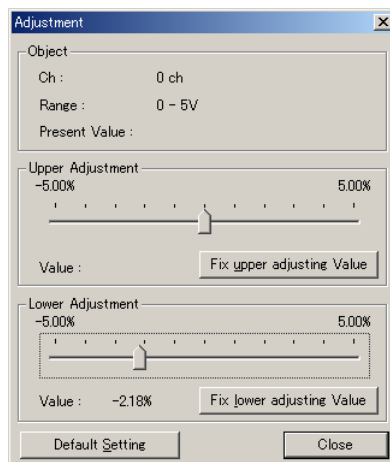 Adjustment
Object
Ch : 0 ch
Range : 0 - 5V
Present Value :
Upper Adjustment
-5.00% 5.00%
Value : Fix upper adjusting Value
Lower Adjustment
-5.00% 5.00%
Value : -2.18% Fix lower adjusting Value
Default Setting Close